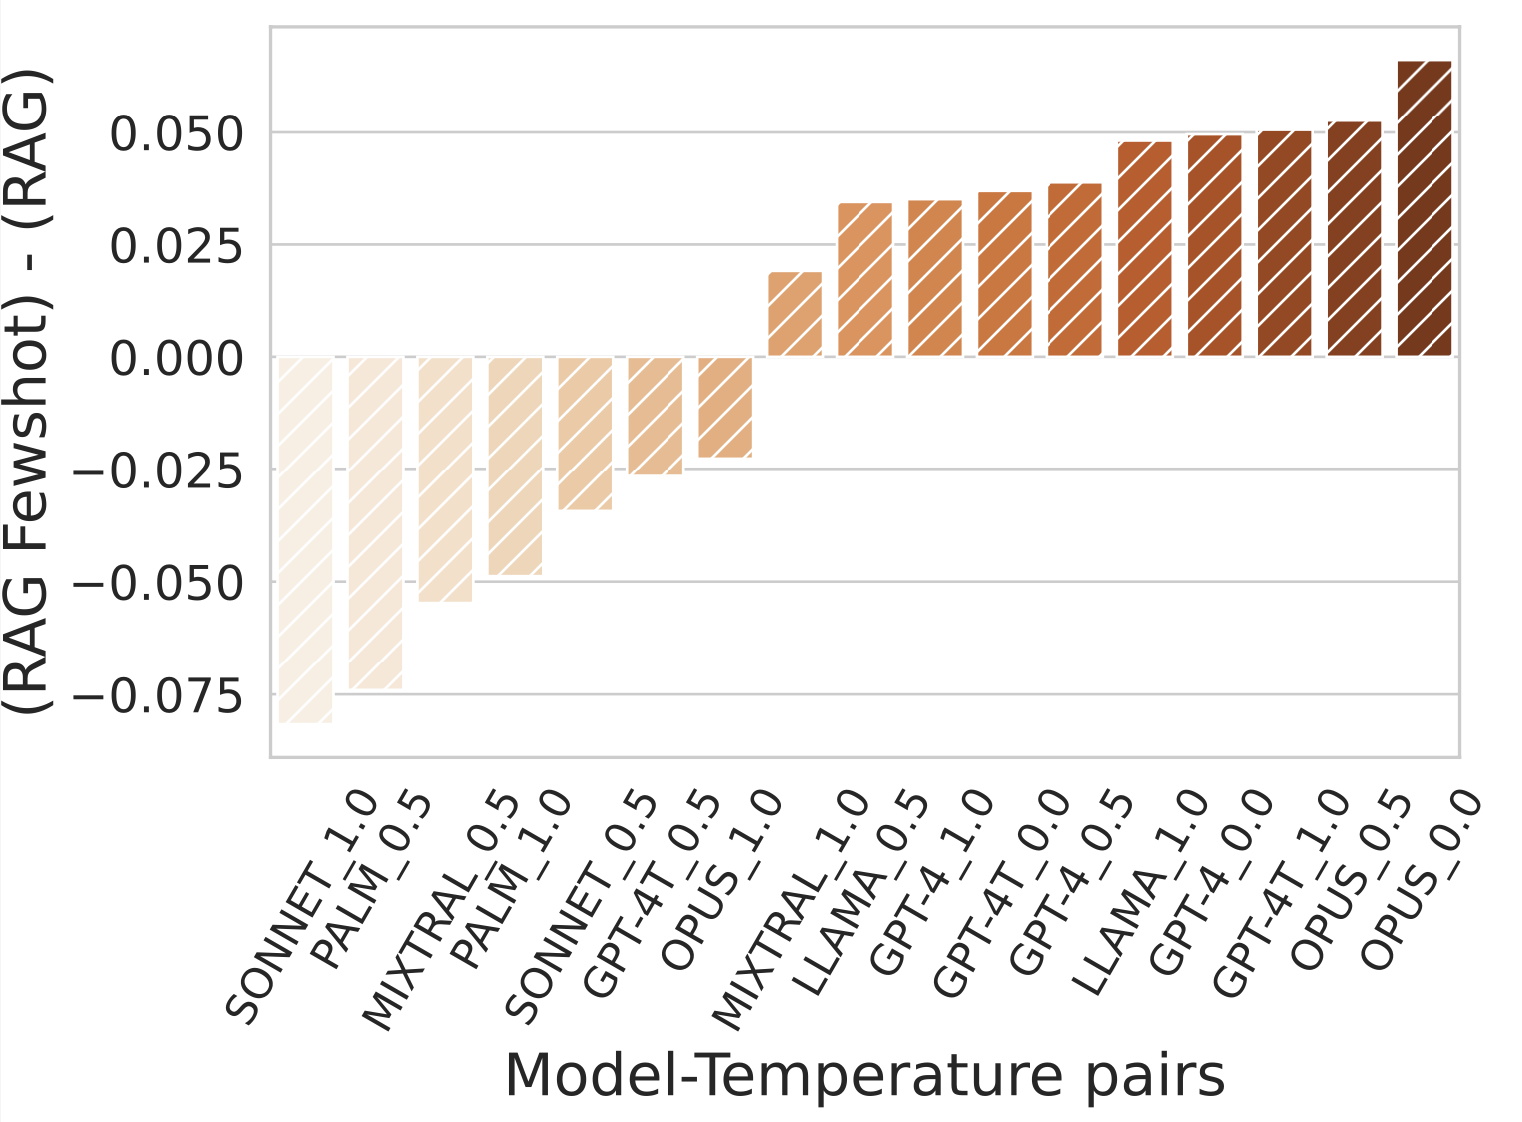 (RAG Fewshot) - (RAG)
0.050
0.025
0.000
−0.025
−0.050
−0.075
SONNET_1.0
PALM_0.5
MIXTRAL_0.5
PALM_1.0
SONNET_0.5
GPT-4T_0.5
OPUS_1.0
MIXTRAL_1.0
LLAMA_0.5
GPT-4_1.0
GPT-4T_0.0
GPT-4_0.5
LLAMA_1.0
GPT-4_0.0
GPT-4T_1.0
OPUS_0.5
OPUS_0.0
Model-Temperature pairs